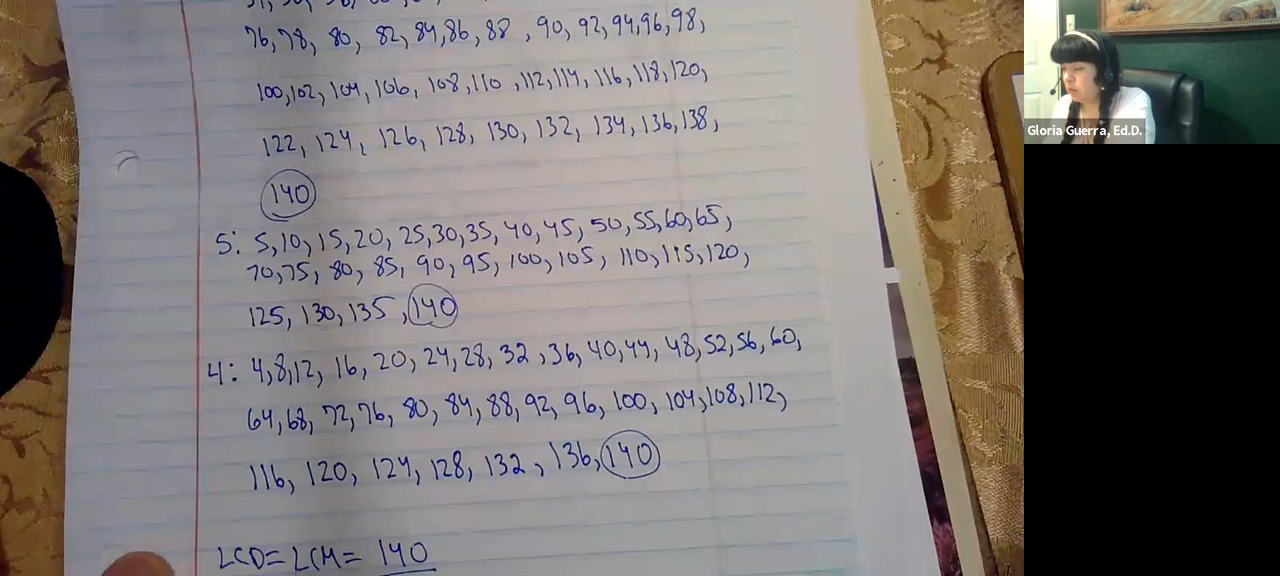 76, 78, 80, 82, 84, 86, 88, 90, 92, 94, 96, 98,
100, 102, 104, 106, 108, 110, 112, 114, 116, 118, 120,
122, 124, 126, 128, 130, 132, 134, 136, 138,
140
5: 5, 10, 15, 20, 25, 30, 35, 40, 45, 50, 55, 60, 65,
70, 75, 80, 85, 90, 95, 100, 105, 110, 115, 120,
125, 130, 135, 140
4: 4, 8, 12, 16, 20, 24, 28, 32, 36, 40, 44, 48, 52, 56, 60,
64, 68, 72, 76, 80, 84, 88, 92, 96, 100, 104, 108, 112,
116, 120, 124, 128, 132, 136, 140
LCD = LCM = 140
Gloria Guerra, Ed.D.